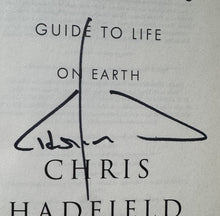 GUIDE TO LIFE
ON EARTH
CHRIS
HADFIELD